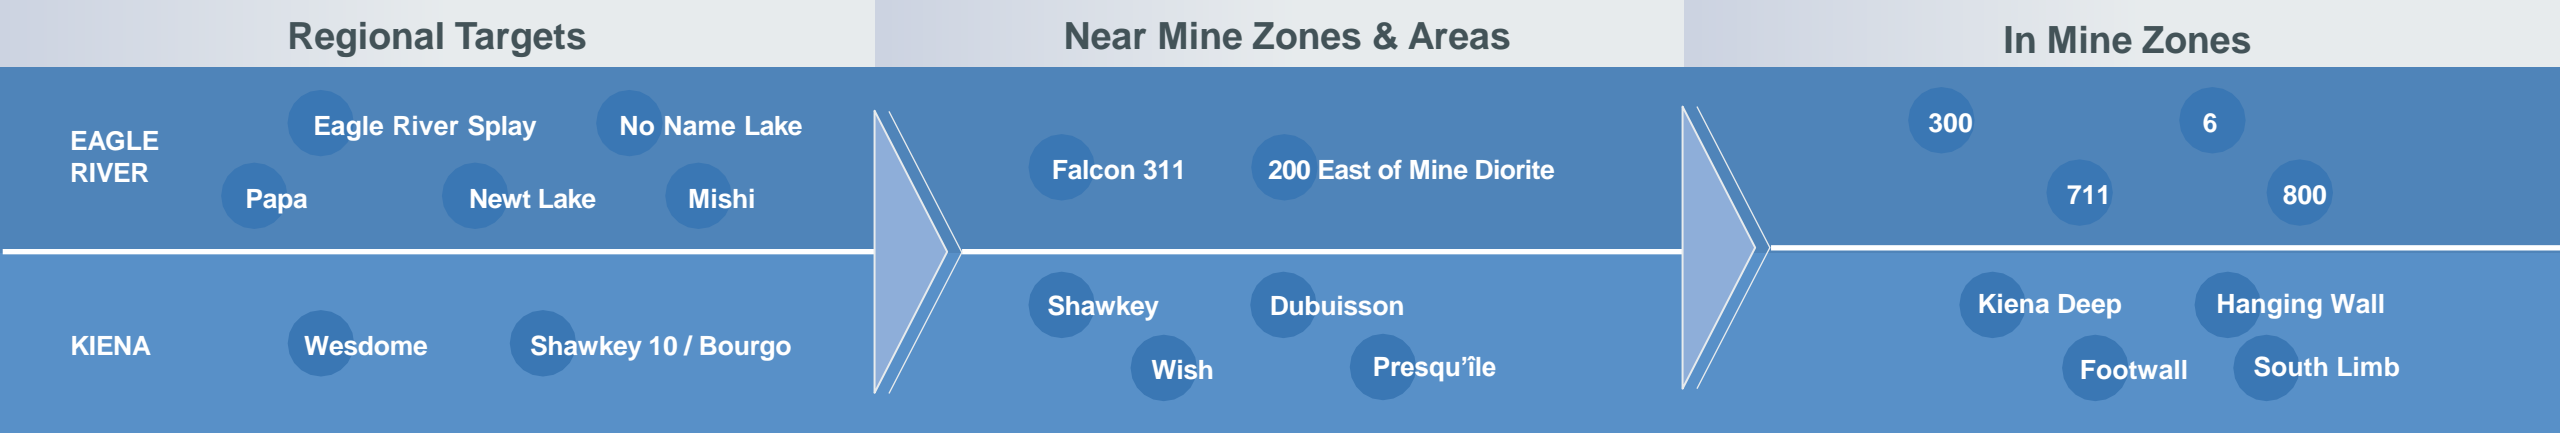 Regional Targets
Near Mine Zones & Areas
In Mine Zones
EAGLE
RIVER
Eagle River Splay
No Name Lake
Papa
Newt Lake
Mishi
Falcon 311
200 East of Mine Diorite
300
6
711
800
KIENA
Wesdome
Shawkey 10 / Bourgo
Shawkey
Dubuisson
Wish
Presqu’île
Kiena Deep
Hanging Wall
Footwall
South Limb